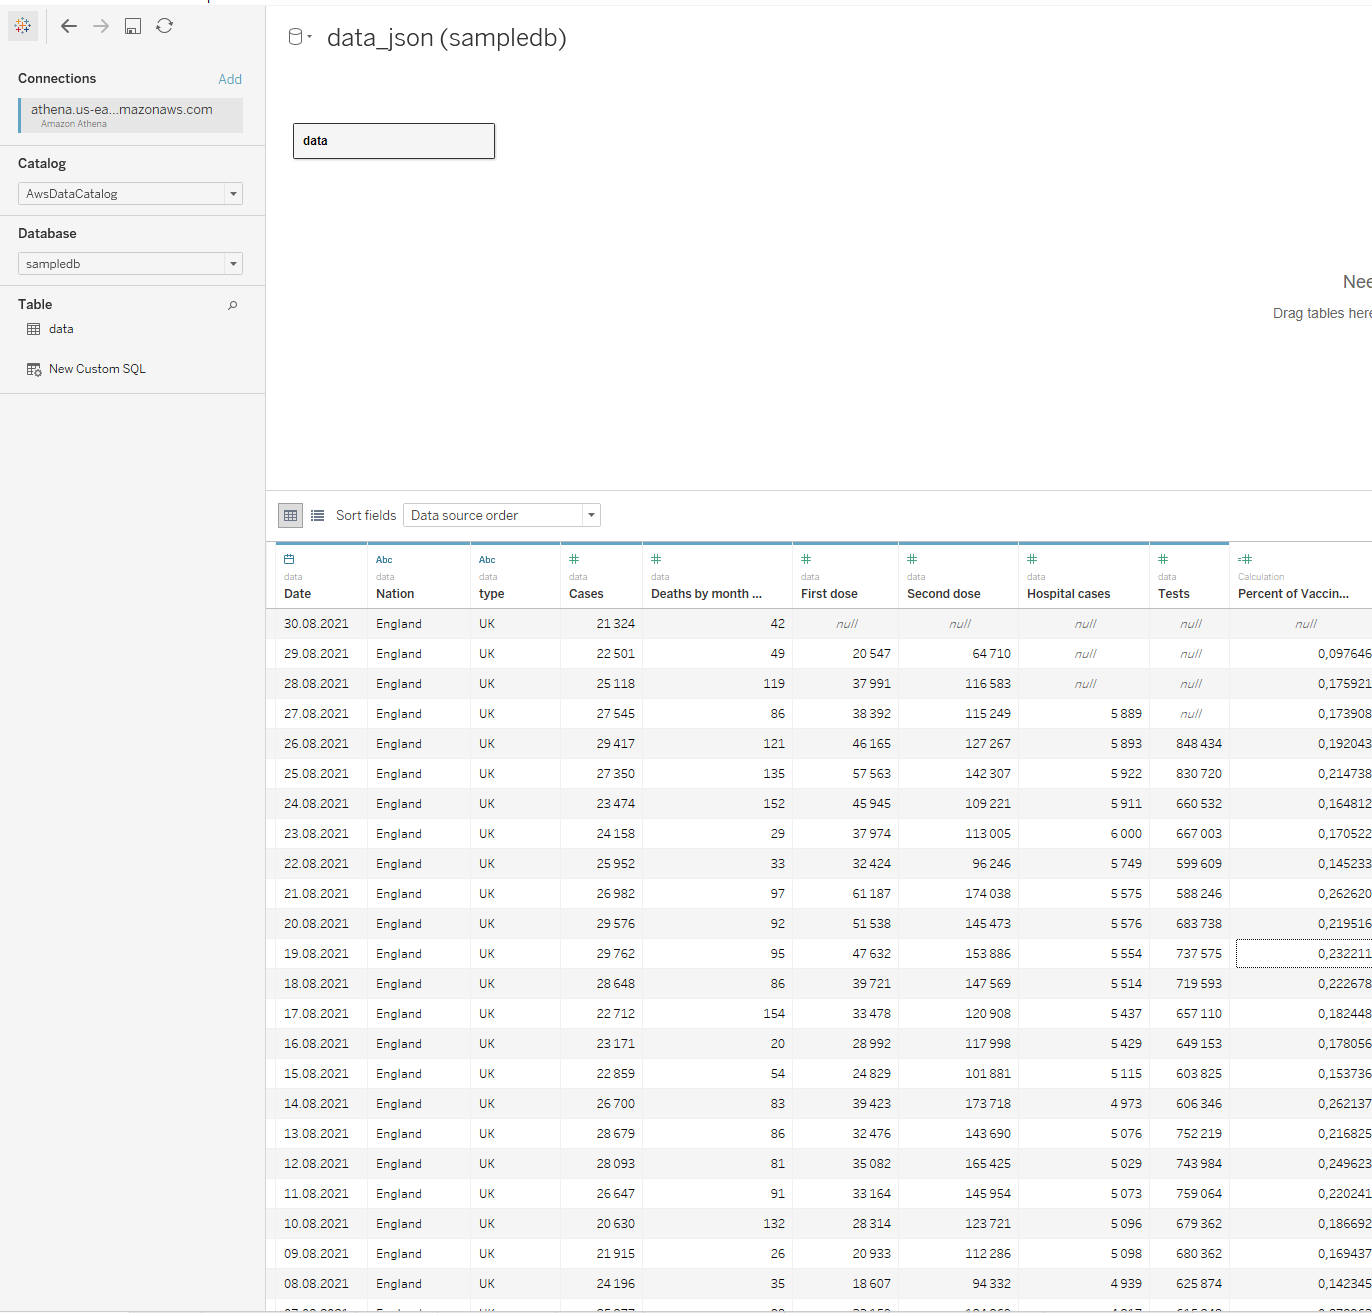 data_json (sampledb)
Connections Add
athena.us-ea...mazonaws.com
Amazon Athena
data
Catalog
AwsDataCatalog
Database
sampledb
Table
data
New Custom SQL
Nee
Drag tables here
Sort fields Data source order
Abc Abc
data data data data data data data data data Calculation
Date Nation type Cases Deaths by month ... First dose Second dose Hospital cases Tests Percent of Vaccin...
30.08.2021 England UK 21 324 42 null null null null null
29.08.2021 England UK 22 501 49 20 547 64 710 null null 0,097646
28.08.2021 England UK 25 118 119 37 991 116 583 null null 0,175921
27.08.2021 England UK 27 545 86 38 392 115 249 5 889 null 0,173908
26.08.2021 England UK 29 417 121 46 165 127 267 5 893 848 434 0,192043
25.08.2021 England UK 27 350 135 57 563 142 307 5 922 830 720 0,214738
24.08.2021 England UK 23 474 152 45 945 109 221 5 911 660 532 0,164812
23.08.2021 England UK 24 158 29 37 974 113 005 6 000 667 003 0,170522
22.08.2021 England UK 25 952 33 32 424 96 246 5 749 599 609 0,145233
21.08.2021 England UK 26 982 97 61 187 174 038 5 575 588 246 0,262620
20.08.2021 England UK 29 576 92 51 538 145 473 5 576 683 738 0,219516
19.08.2021 England UK 29 762 95 47 632 153 886 5 554 737 575 0,232211
18.08.2021 England UK 28 648 86 39 721 147 569 5 514 719 593 0,222678
17.08.2021 England UK 22 712 154 33 478 120 908 5 437 657 110 0,182448
16.08.2021 England UK 23 171 20 28 992 117 998 5 429 649 153 0,178056
15.08.2021 England UK 22 859 54 24 829 101 881 5 115 603 825 0,153736
14.08.2021 England UK 26 700 83 39 423 173 718 4 973 606 346 0,262137
13.08.2021 England UK 28 679 86 32 476 143 690 5 076 752 219 0,216825
12.08.2021 England UK 28 093 81 35 082 165 425 5 029 743 984 0,249623
11.08.2021 England UK 26 647 91 33 164 145 954 5 073 759 064 0,220241
10.08.2021 England UK 20 630 132 28 314 123 721 5 096 679 362 0,186692
09.08.2021 England UK 21 915 26 20 933 112 286 5 098 680 362 0,169437
08.08.2021 England UK 24 196 35 18 607 94 332 4 939 625 874 0,142345